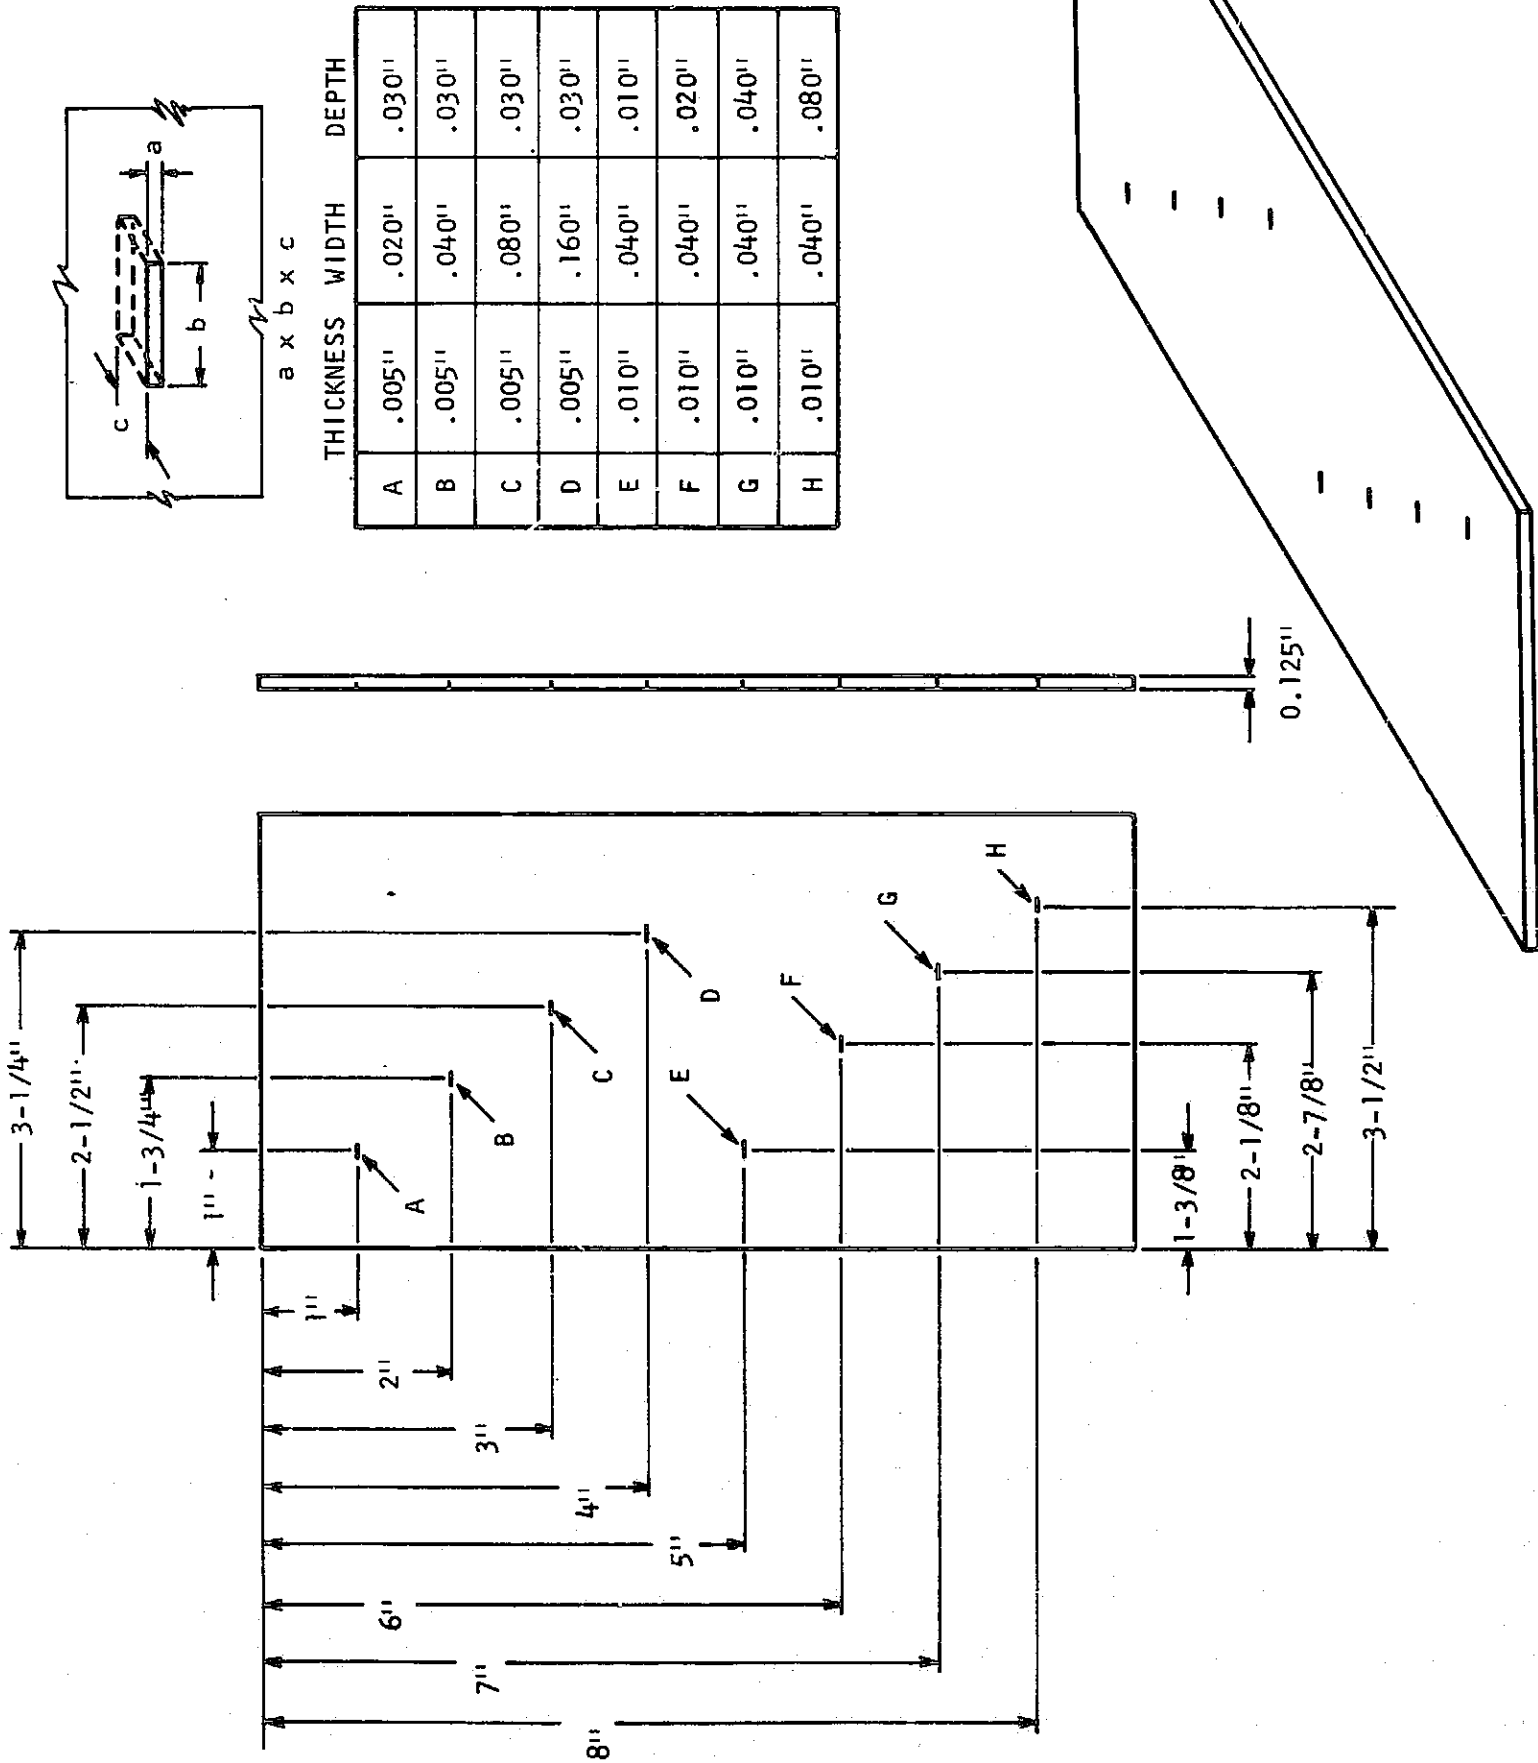 c
a
b
a x b x c
THICKNESS WIDTH DEPTH
A .005" .020" .030"
B .005" .040" .030"
C .005" .080" .030"
D .005" .160" .030"
E .010" .040" .010"
F .010" .040" .020"
G .010" .040" .040"
H .010" .040" .080"
0.125"
3-1/4"
2-1/2"
1-3/4"
1"
A
B
C
D
E
F
G
H
1"
2"
3"
4"
5"
6"
7"
8"
1-3/8"
2-1/8"
2-7/8"
3-1/2"